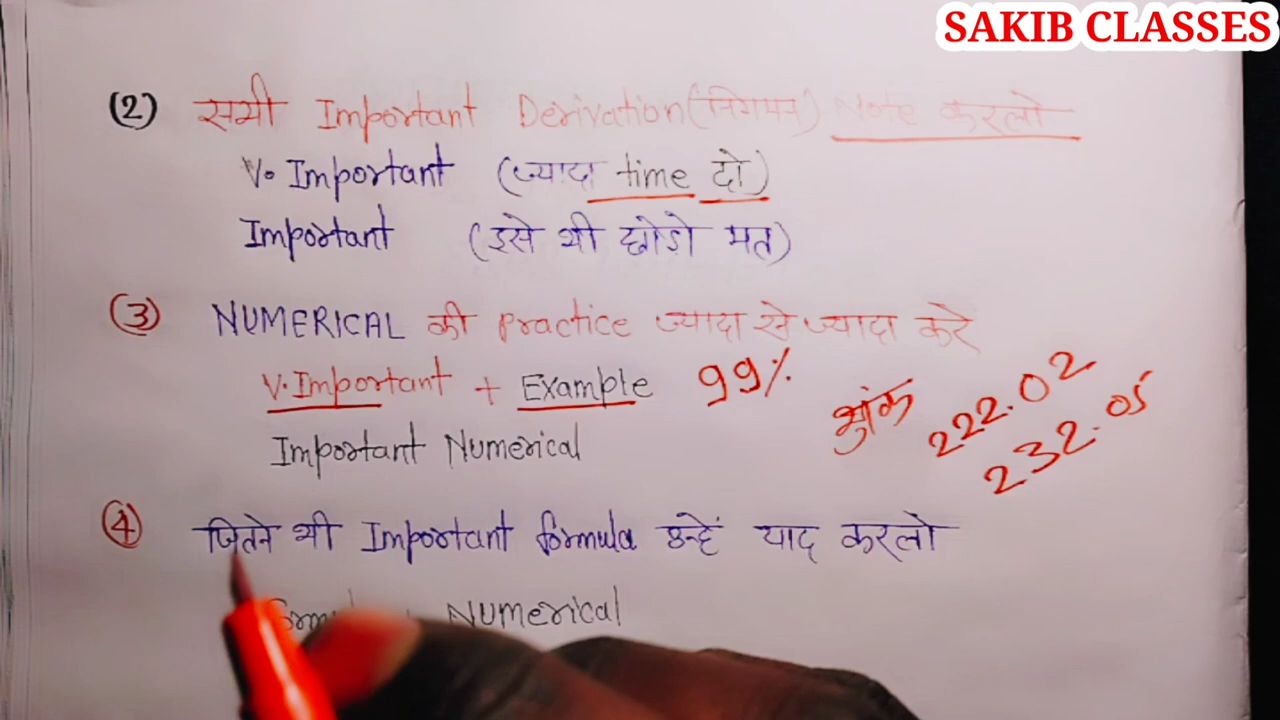 SAKIB CLASSES
(2) सभी Important Derivation (निगमन) Note करलो
V. Important (ज्यादा time दो)
Important (इसे भी छोडो मत)
(3) NUMERICAL की practice ज्यादा से ज्यादा करे
V. Important + Example 99%
Important Numerical
222.02
232.05
(4) जितने भी Important formula उन्हें याद करलो
Numerical